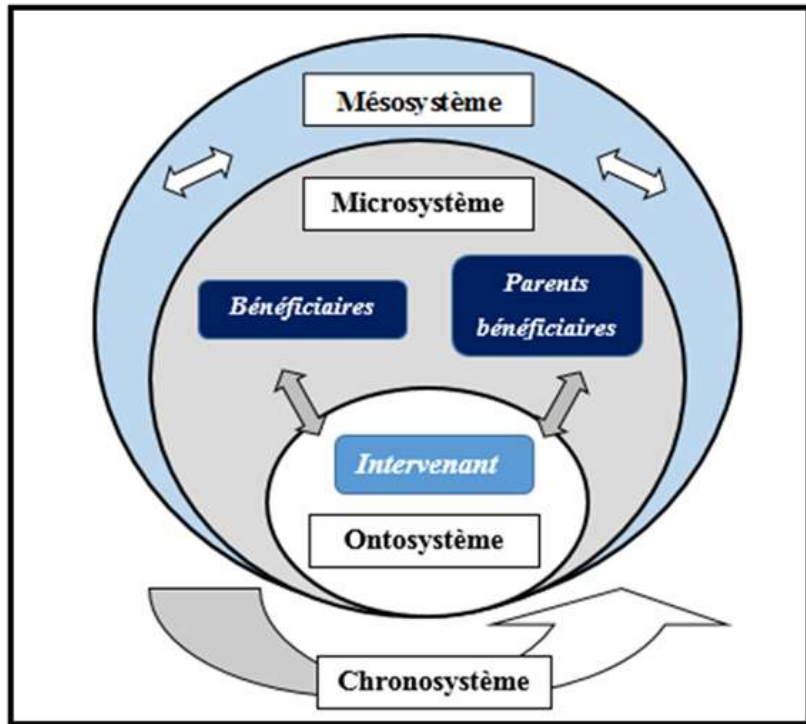 Mésosystème
Microsystème
Bénéficiaires
Parents
bénéficiaires
Intervenant
Ontosystème
Chronosystème